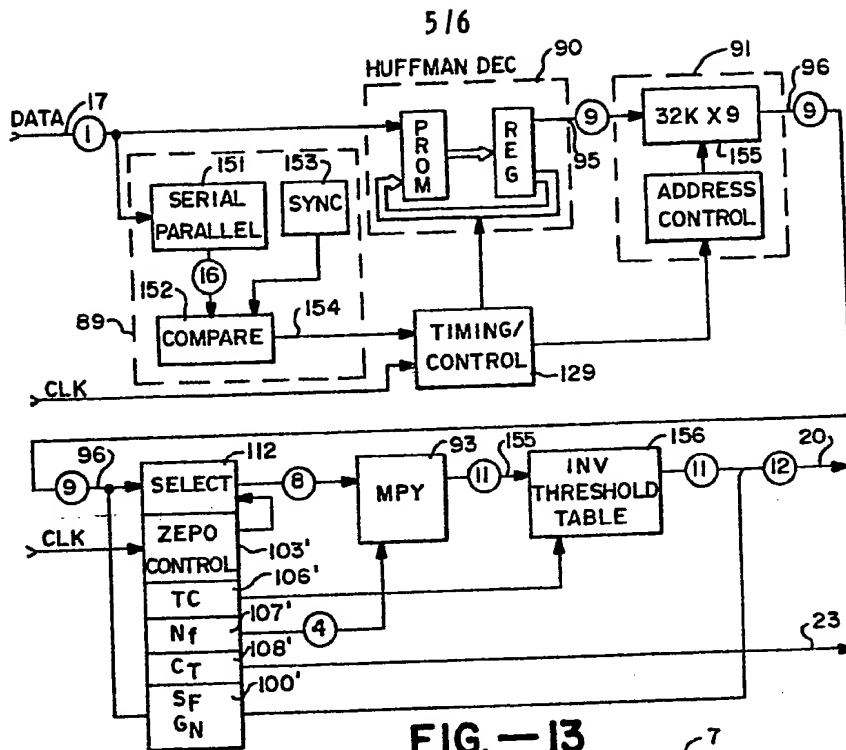 5/6
HUFFMAN DEC
90
91
96
DATA
17
1
PROM
REG
9
95
32K X 9
9
155
151
153
SERIAL
PARALLEL
SYNC
ADDRESS
CONTROL
16
152
154
89
COMPARE
TIMING/
CONTROL
129
CLK
9
96
112
SELECT
8
93
MPY
11
155
156
INV
THRESHOLD
TABLE
11
12
20
CLK
ZEPO
CONTROL
103'
106'
TC
107'
Nf
4
108'
CT
23
100'
SF
GN
FIG.—13
7